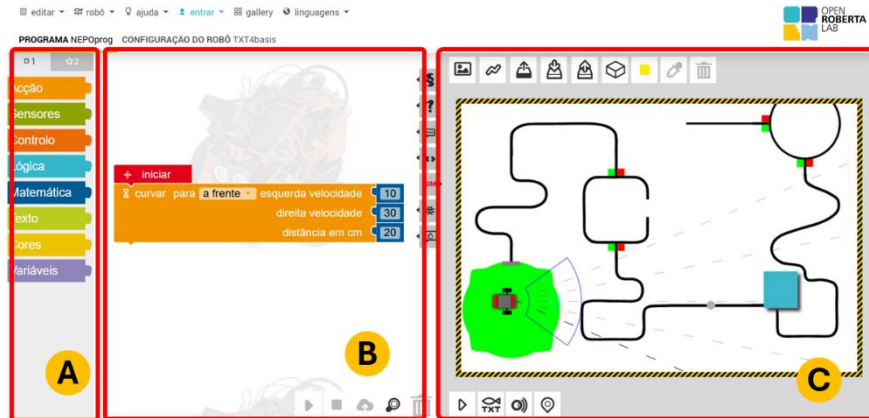 editar robô ajuda entrar gallery linguagens
OPEN
ROBERTA
LAB
PROGRAMA NEPOprog CONFIGURAÇÃO DO ROBÔ TXT4basis
1 2
Acção
Sensores
Controlo
Lógica
Matemática
Texto
Cores
Variáveis
+ iniciar
curvar para a frente esquerda velocidade 10
direita velocidade 30
distância em cm 20
§
?
SIM
A
B
C
TXT